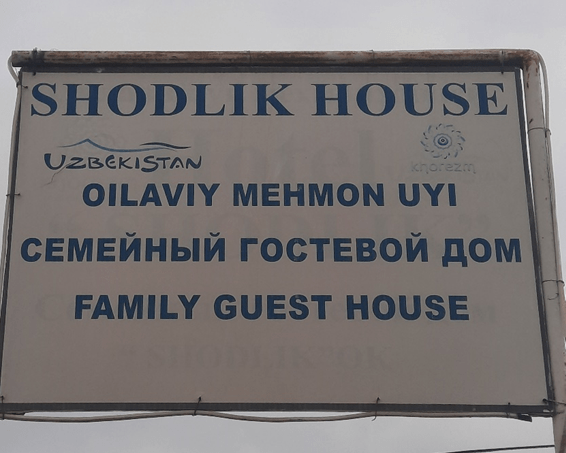 SHODLIK HOUSE
UZBEKISTAN
khorezm
OILAVIY MEHMON UYI
СЕМЕЙНЫЙ ГОСТЕВОЙ ДОМ
FAMILY GUEST HOUSE